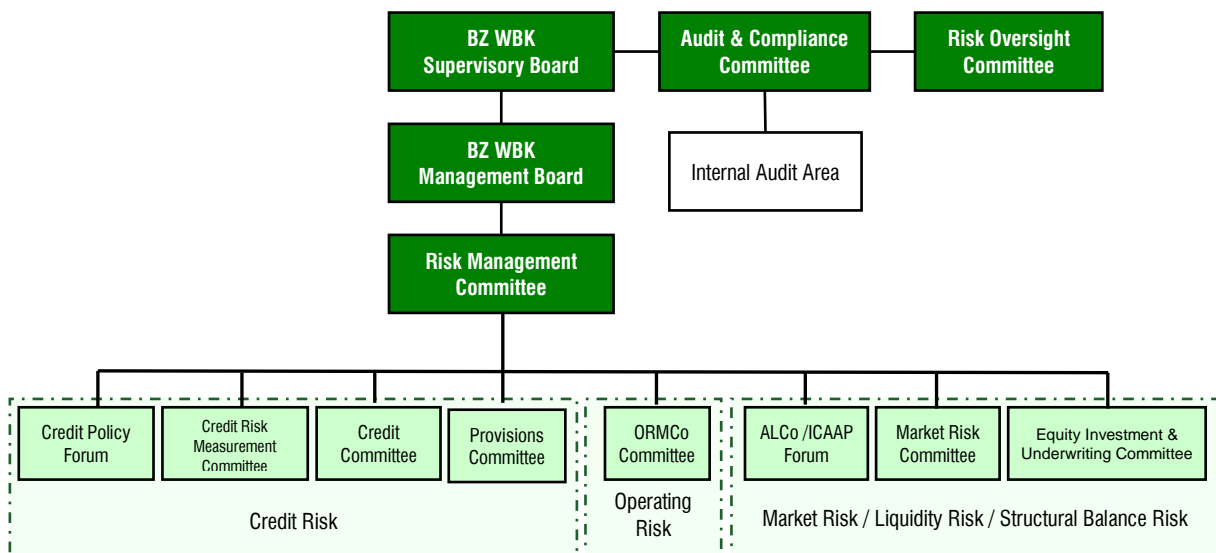 BZ WBK
Supervisory Board
Audit & Compliance
Committee
Risk Oversight
Committee
BZ WBK
Management Board
Internal Audit Area
Risk Management
Committee
Credit Policy
Forum
Credit Risk
Measurement
Committee
Credit
Committee
Provisions
Committee
ORMCo
Committee
ALCo /ICAAP
Forum
Market Risk
Committee
Equity Investment &
Underwriting Committee
Credit Risk
Operating
Risk
Market Risk / Liquidity Risk / Structural Balance Risk